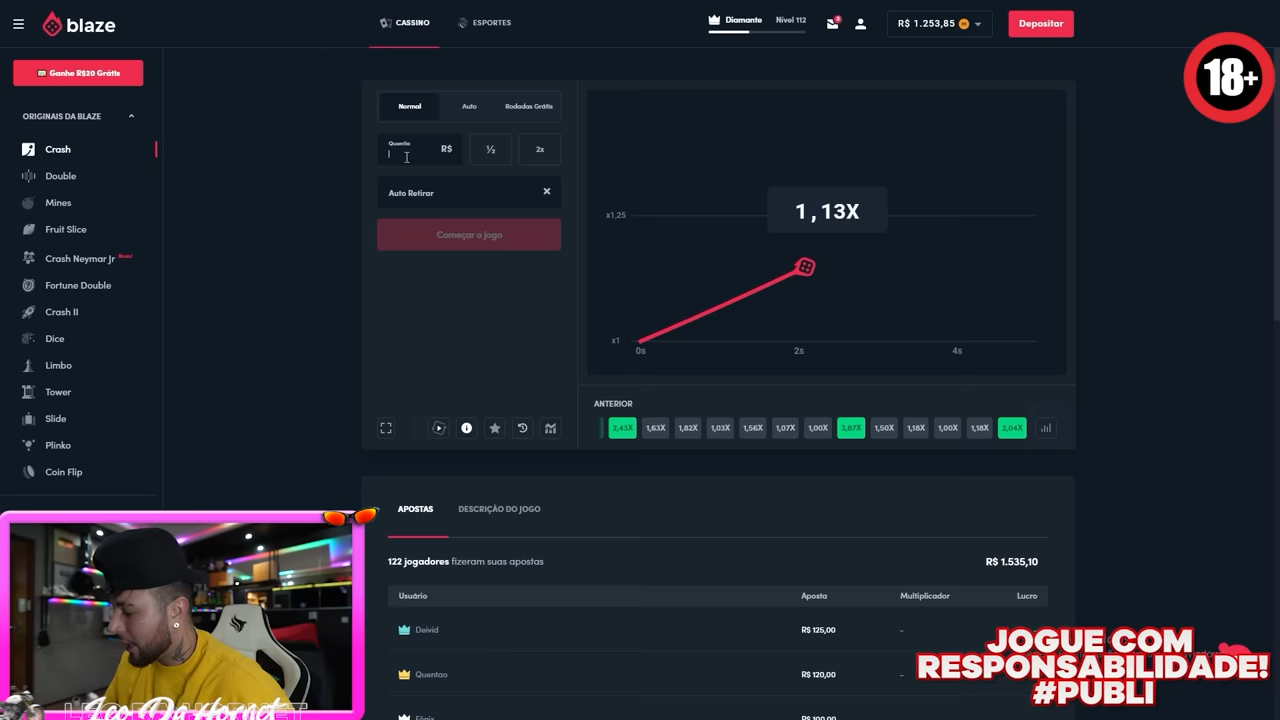 blaze
CASSINO
ESPORTES
Diamante
Nível 112
3
R$ 1.253,85
Depositar
18+
Ganhe R$20 Grátis
ORIGINAIS DA BLAZE
Crash
Double
Mines
Fruit Slice
Crash Neymar Jr Novo!
Fortune Double
Crash II
Dice
Limbo
Tower
Slide
Plinko
Coin Flip
Normal
Auto
Rodadas Grátis
Quantia
R$
½
2x
Auto Retirar
Começar o jogo
x1,25
1,13X
x1
0s
2s
4s
ANTERIOR
2,43X
1,63X
1,82X
1,03X
1,56X
1,07X
1,00X
3,87X
1,50X
1,18X
1,00X
1,18X
2,04X
APOSTAS
DESCRIÇÃO DO JOGO
122 jogadores fizeram suas apostas
R$ 1.535,10
Usuário
Aposta
Multiplicador
Lucro
Deivid
R$ 125,00
-
Quentao
R$ 120,00
-
Fênix
R$ 100,00
JOGUE COM
RESPONSABILIDADE!
#PUBLI